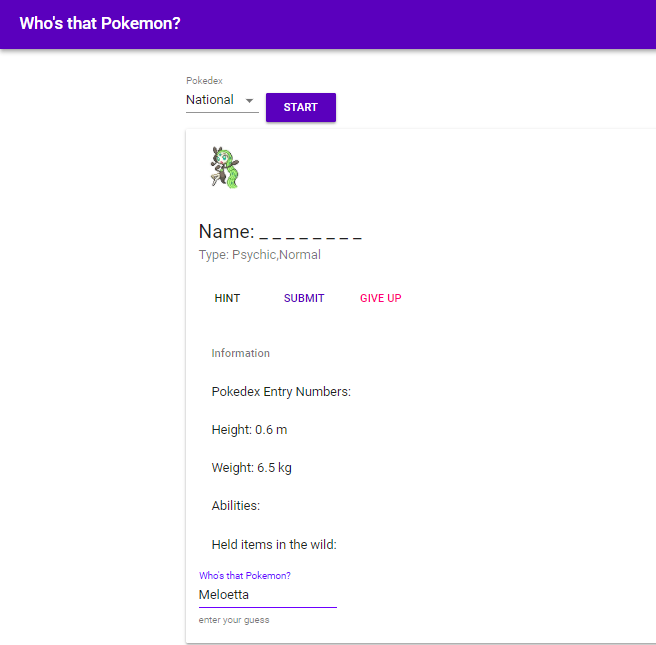 Who's that Pokemon?
Pokedex
National START
Name: _ _ _ _ _ _ _ _
Type: Psychic,Normal
HINT SUBMIT GIVE UP
Information
Pokedex Entry Numbers:
Height: 0.6 m
Weight: 6.5 kg
Abilities:
Held items in the wild:
Who's that Pokemon?
Meloetta
enter your guess